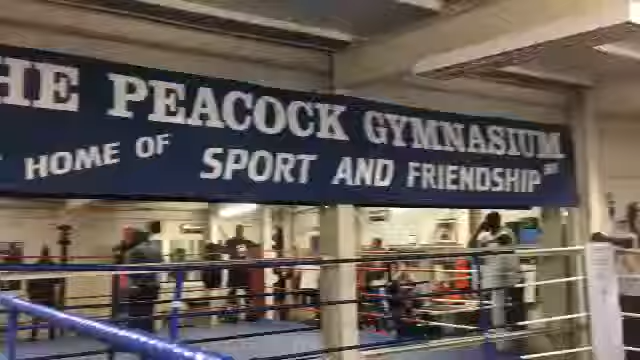 HE PEACOCK GYMNASIUM
HOME OF SPORT AND FRIENDSHIP